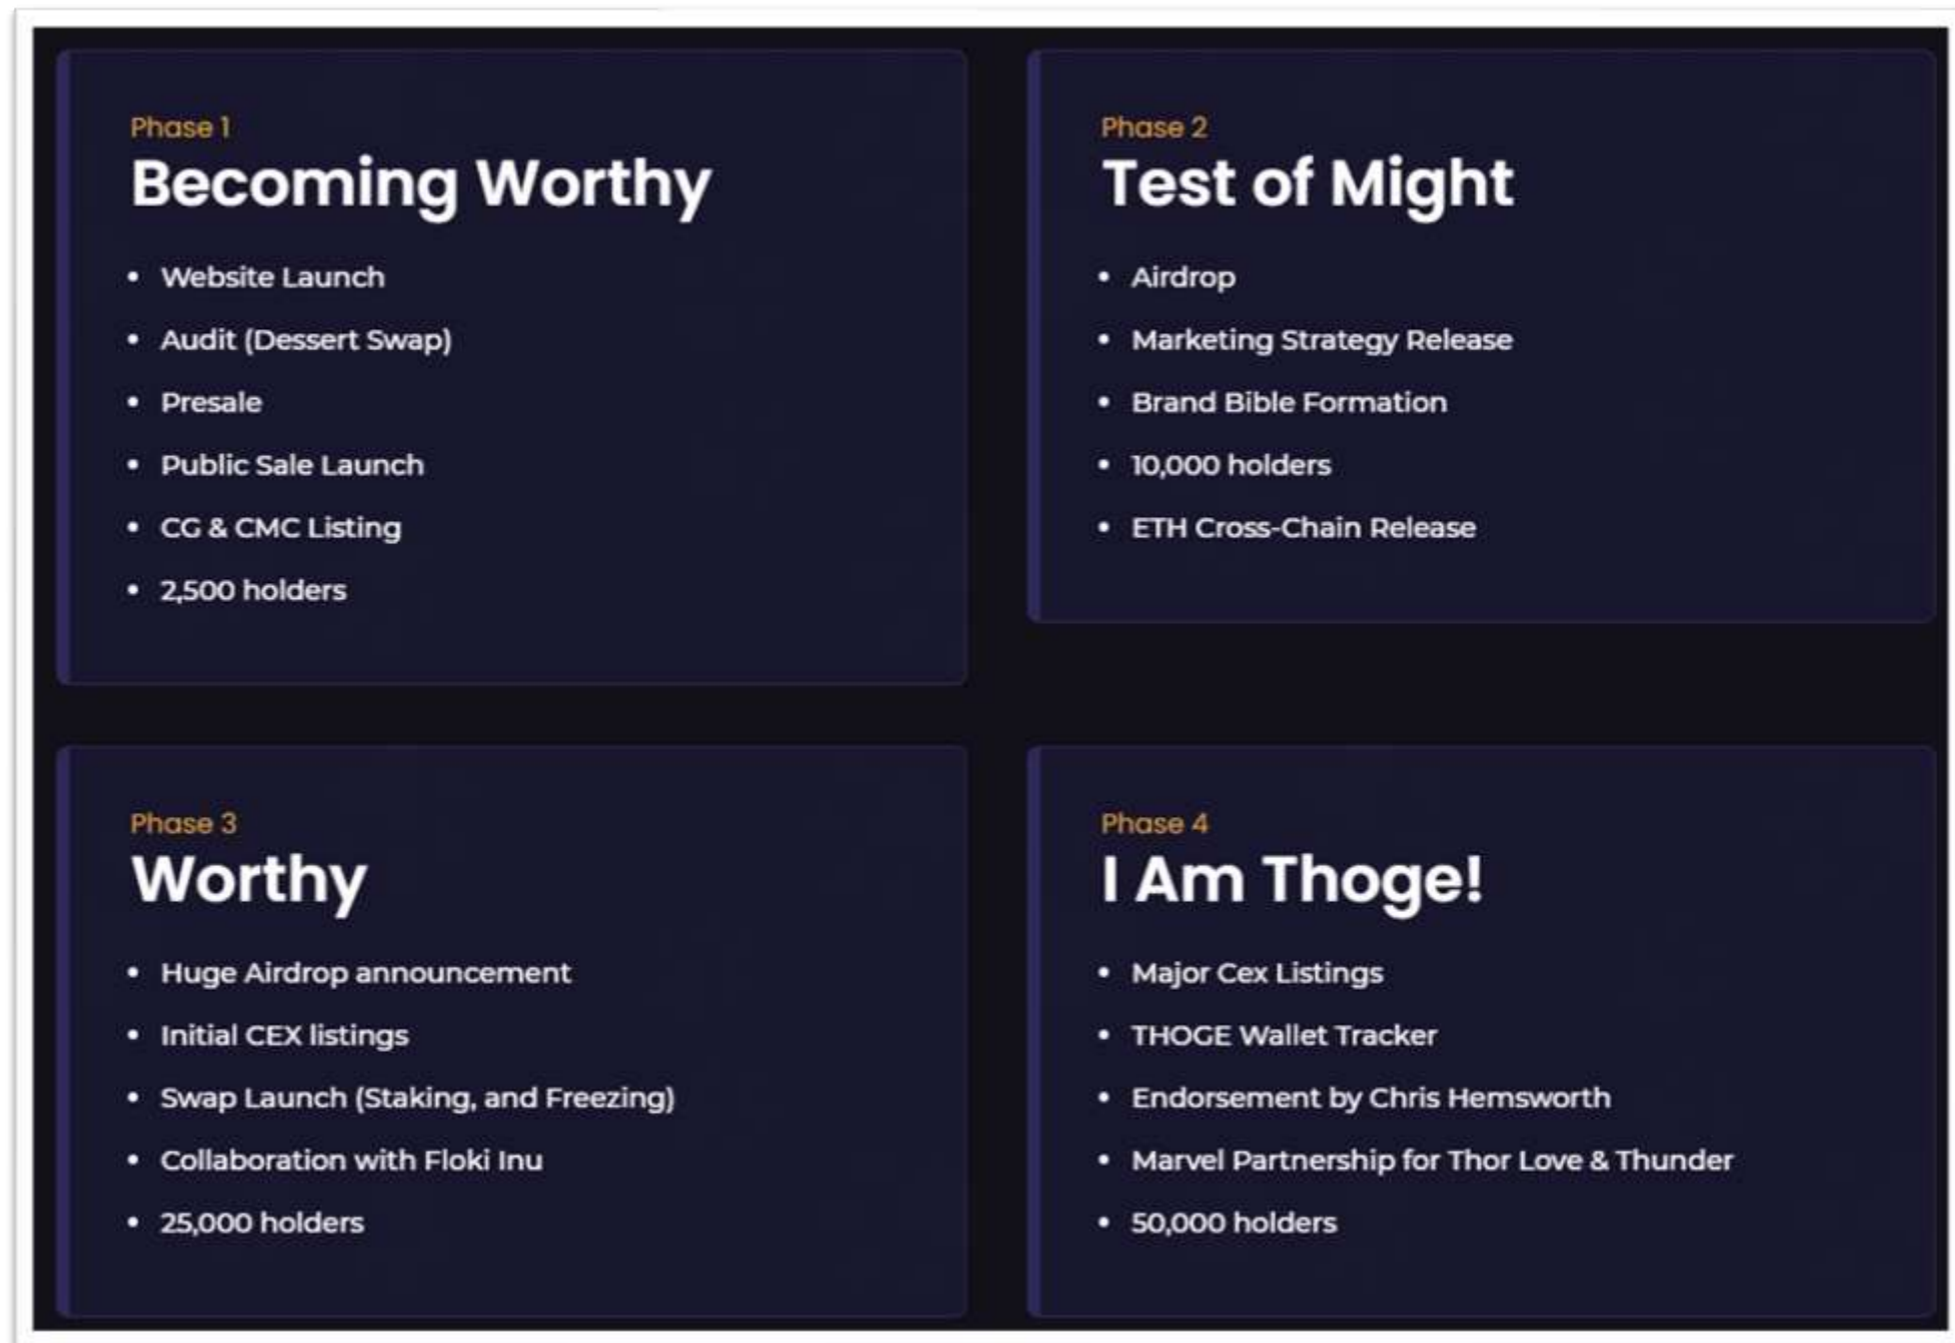 Phase 1
Becoming Worthy
• Website Launch
• Audit (Dessert Swap)
• Presale
• Public Sale Launch
• CG & CMC Listing
• 2,500 holders
Phase 2
Test of Might
• Airdrop
• Marketing Strategy Release
• Brand Bible Formation
• 10,000 holders
• ETH Cross-Chain Release
Phase 3
Worthy
• Huge Airdrop announcement
• Initial CEX listings
• Swap Launch (Staking, and Freezing)
• Collaboration with Floki Inu
• 25,000 holders
Phase 4
I Am Thoge!
• Major Cex Listings
• THOGE Wallet Tracker
• Endorsement by Chris Hemsworth
• Marvel Partnership for Thor Love & Thunder
• 50,000 holders